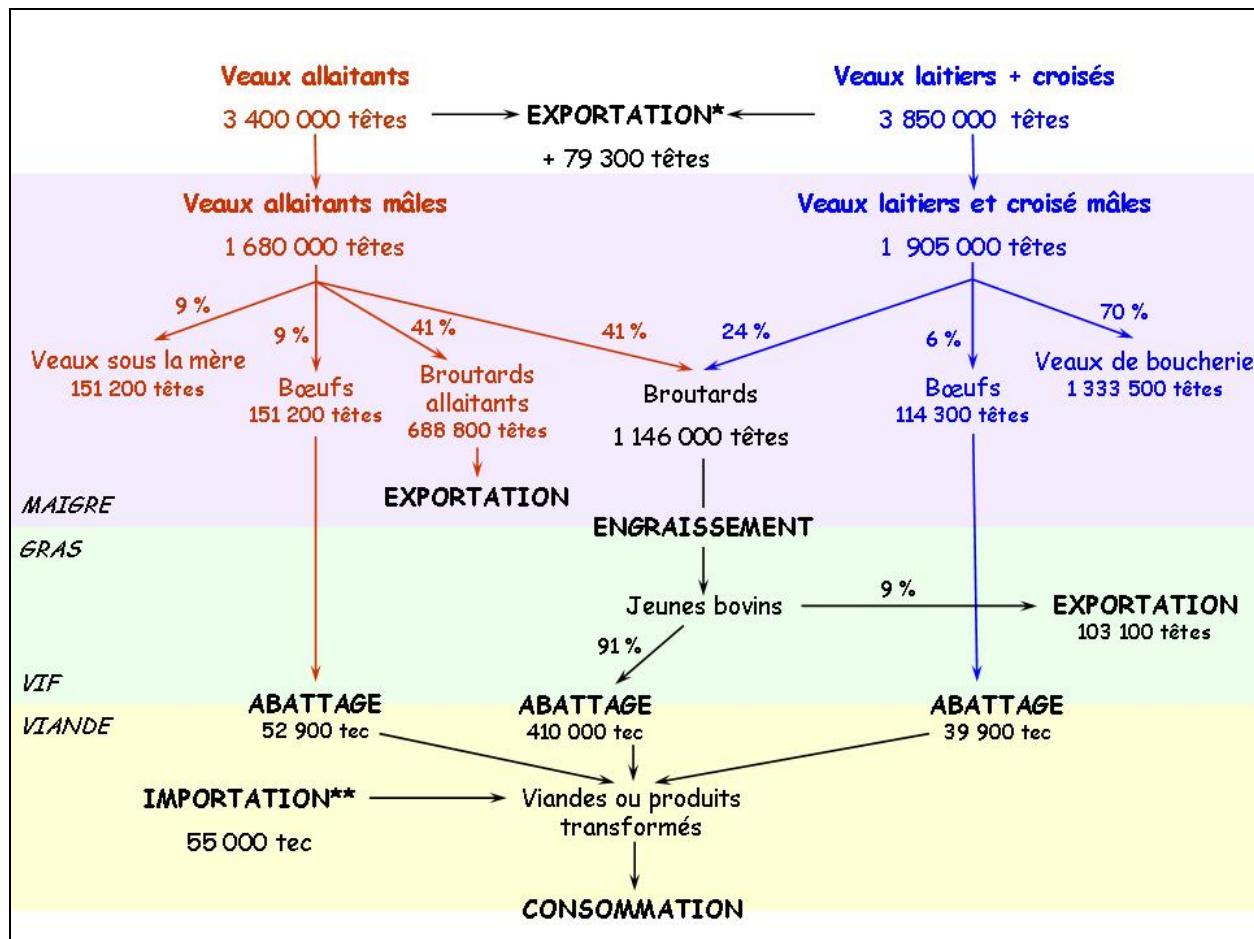 Veaux allaitants
3 400 000 têtes
EXPORTATION*
+ 79 300 têtes
Veaux laitiers + croisés
3 850 000 têtes
Veaux allaitants mâles
1 680 000 têtes
Veaux laitiers et croisé mâles
1 905 000 têtes
9 %
9 %
41 %
41 %
24 %
6 %
70 %
Veaux sous la mère
151 200 têtes
Bœufs
151 200 têtes
Broutards
allaitants
688 800 têtes
EXPORTATION
Broutards
1 146 000 têtes
Bœufs
114 300 têtes
Veaux de boucherie
1 333 500 têtes
MAIGRE
ENGRAISSEMENT
GRAS
Jeunes bovins
9 %
EXPORTATION
103 100 têtes
91 %
VIF
VIANDE
ABATTAGE
52 900 tec
ABATTAGE
410 000 tec
ABATTAGE
39 900 tec
IMPORTATION**
55 000 tec
Viandes ou produits
transformés
CONSOMMATION